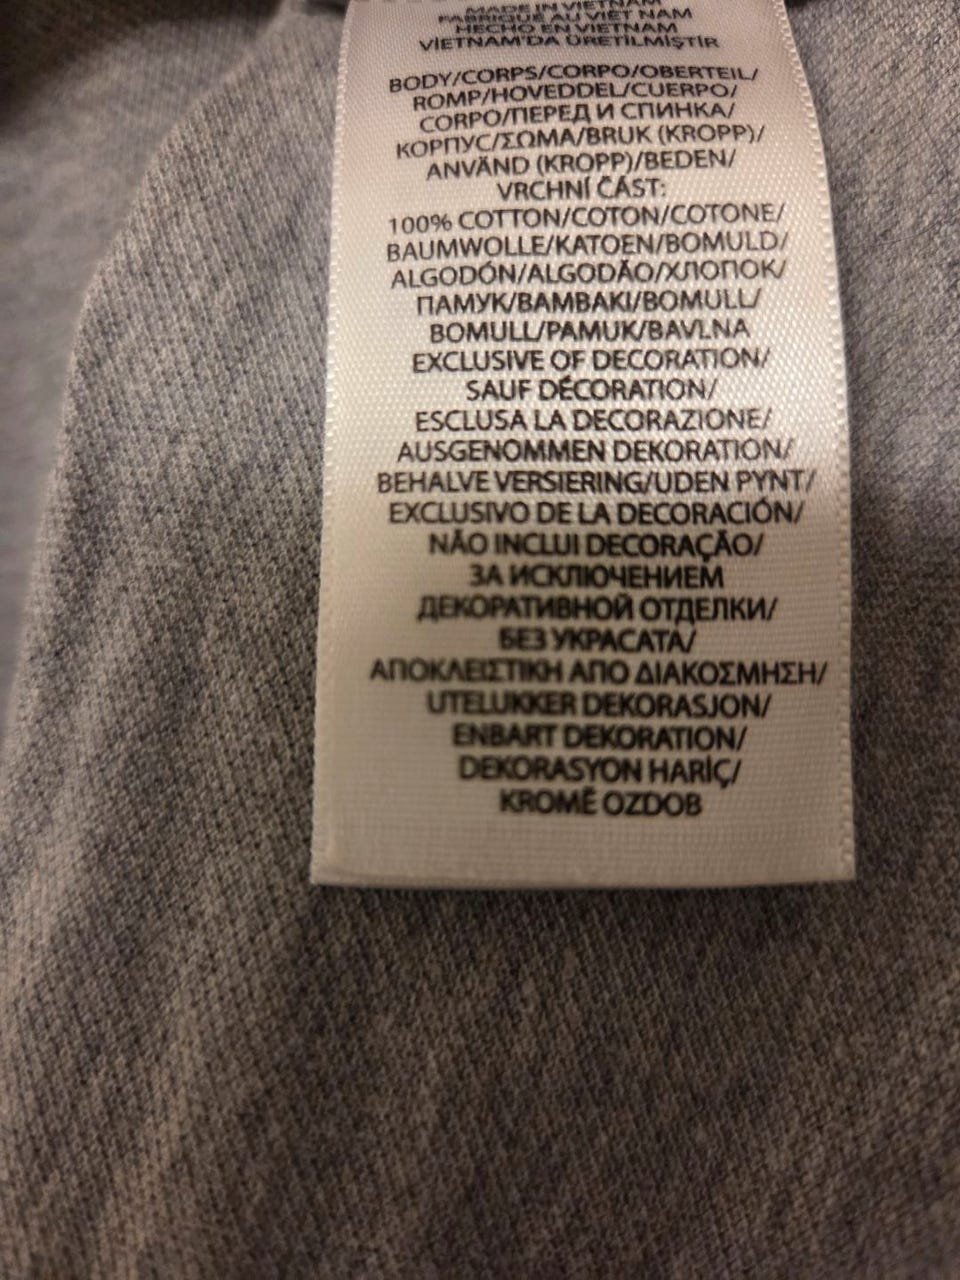 MADE IN VIETNAM
FABRIQUÉ AU VIET NAM
HECHO EN VIETNAM
VİETNAM'DA ÜRETİLMİŞTİR
BODY/CORPS/CORPO/OBERTEIL/
ROMP/HOVEDDEL/CUERPO/
CORPO/ПЕРЕД И СПИНКА/
КОРПУС/ΣΩΜΑ/BRUK (KROPP)/
ANVÄND (KROPP)/BEDEN/
VRCHNÍ ČÁST:
100% COTTON/COTON/COTONE/
BAUMWOLLE/KATOEN/BOMULD/
ALGODÓN/ALGODÃO/ХЛОПОК/
ПАМУК/ΒΑΜΒΑΚΙ/BOMULL/
BOMULL/PAMUK/BAVLNA
EXCLUSIVE OF DECORATION/
SAUF DÉCORATION/
ESCLUSA LA DECORAZIONE/
AUSGENOMMEN DEKORATION/
BEHALVE VERSIERING/UDEN PYNT/
EXCLUSIVO DE LA DECORACIÓN/
NÃO INCLUI DECORAÇÃO/
ЗА ИСКЛЮЧЕНИЕМ
ДЕКОРАТИВНОЙ ОТДЕЛКИ/
БЕЗ УКРАСАТА/
ΑΠΟΚΛΕΙΣΤΙΚΗ ΑΠΟ ΔΙΑΚΟΣΜΗΣΗ/
UTELUKKER DEKORASJON/
ENBART DEKORATION/
DEKORASYON HARİÇ/
KROMĚ OZDOB